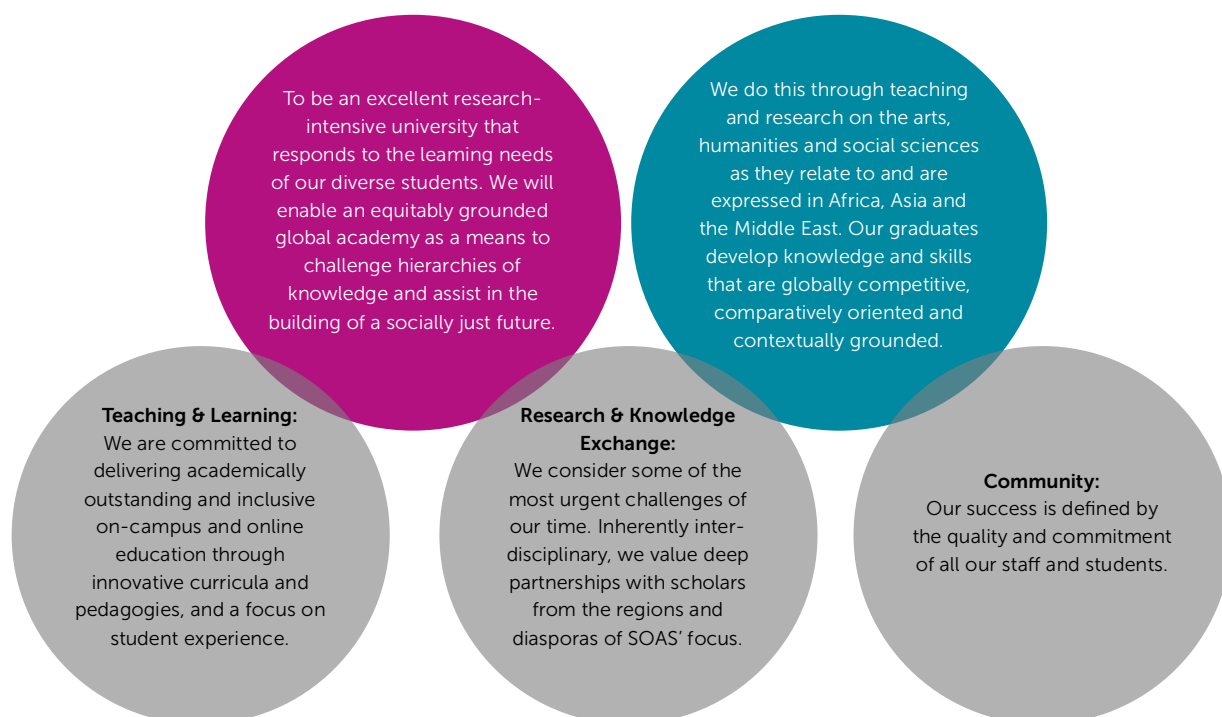 To be an excellent research-
intensive university that
responds to the learning needs
of our diverse students. We will
enable an equitably grounded
global academy as a means to
challenge hierarchies of
knowledge and assist in the
building of a socially just future.
We do this through teaching
and research on the arts,
humanities and social sciences
as they relate to and are
expressed in Africa, Asia and
the Middle East. Our graduates
develop knowledge and skills
that are globally competitive,
comparatively oriented and
contextually grounded.
Teaching & Learning:
We are committed to
delivering academically
outstanding and inclusive
on-campus and online
education through
innovative curricula and
pedagogies, and a focus on
student experience.
Research & Knowledge
Exchange:
We consider some of the
most urgent challenges of
our time. Inherently inter-
disciplinary, we value deep
partnerships with scholars
from the regions and
diasporas of SOAS’ focus.
Community:
Our success is defined by
the quality and commitment
of all our staff and students.